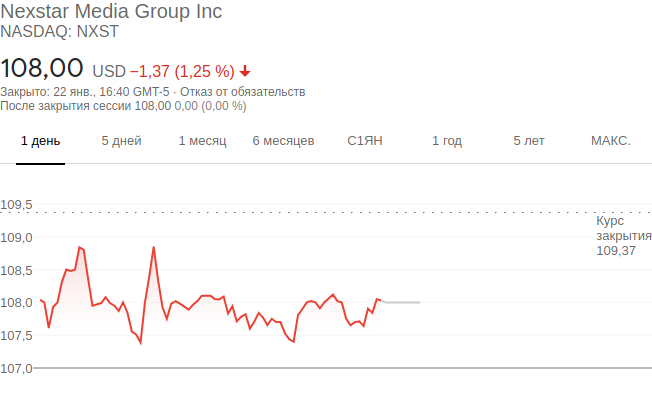 Nexstar Media Group Inc
NASDAQ: NXST
108,00 USD −1,37 (1,25 %)
Закрыто: 22 янв., 16:40 GMT-5 · Отказ от обязательств
После закрытия сессии 108,00 0,00 (0,00 %)
1 день 5 дней 1 месяц 6 месяцев С1ЯН 1 год 5 лет МАКС.
109,5
Курс
закрытия
109,37
109,0
108,5
108,0
107,5
107,0